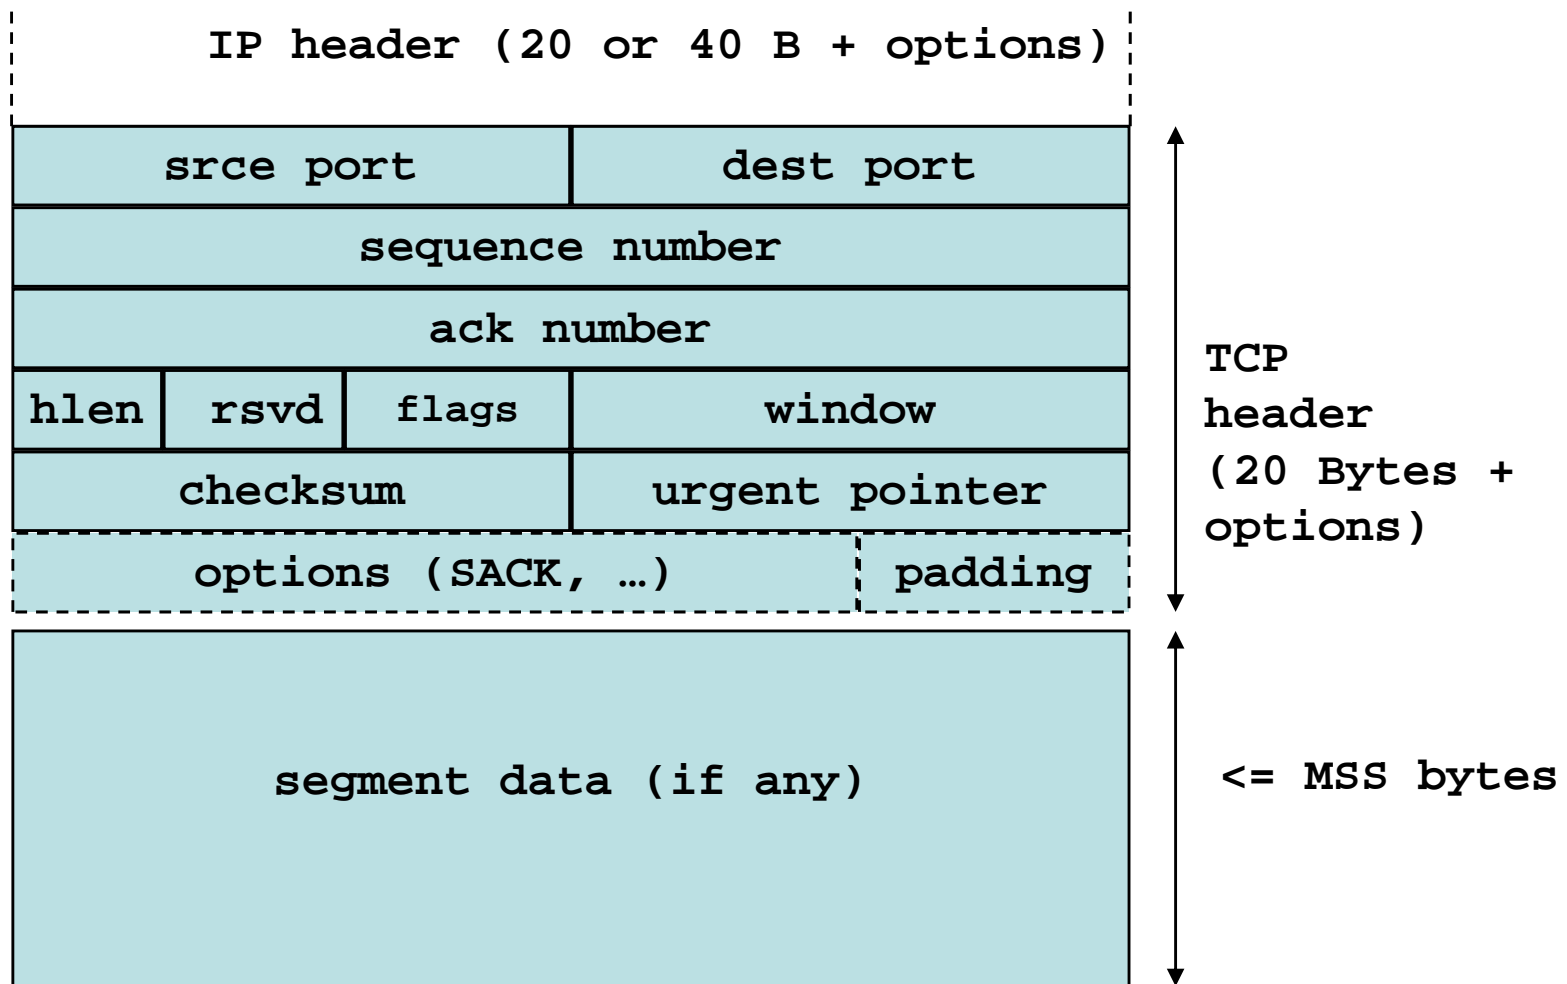 IP header (20 or 40 B + options)
srce port
dest port
sequence number
ack number
hlen
rsvd
flags
window
checksum
urgent pointer
options (SACK, …)
padding
TCP
header
(20 Bytes +
options)
segment data (if any)
<= MSS bytes